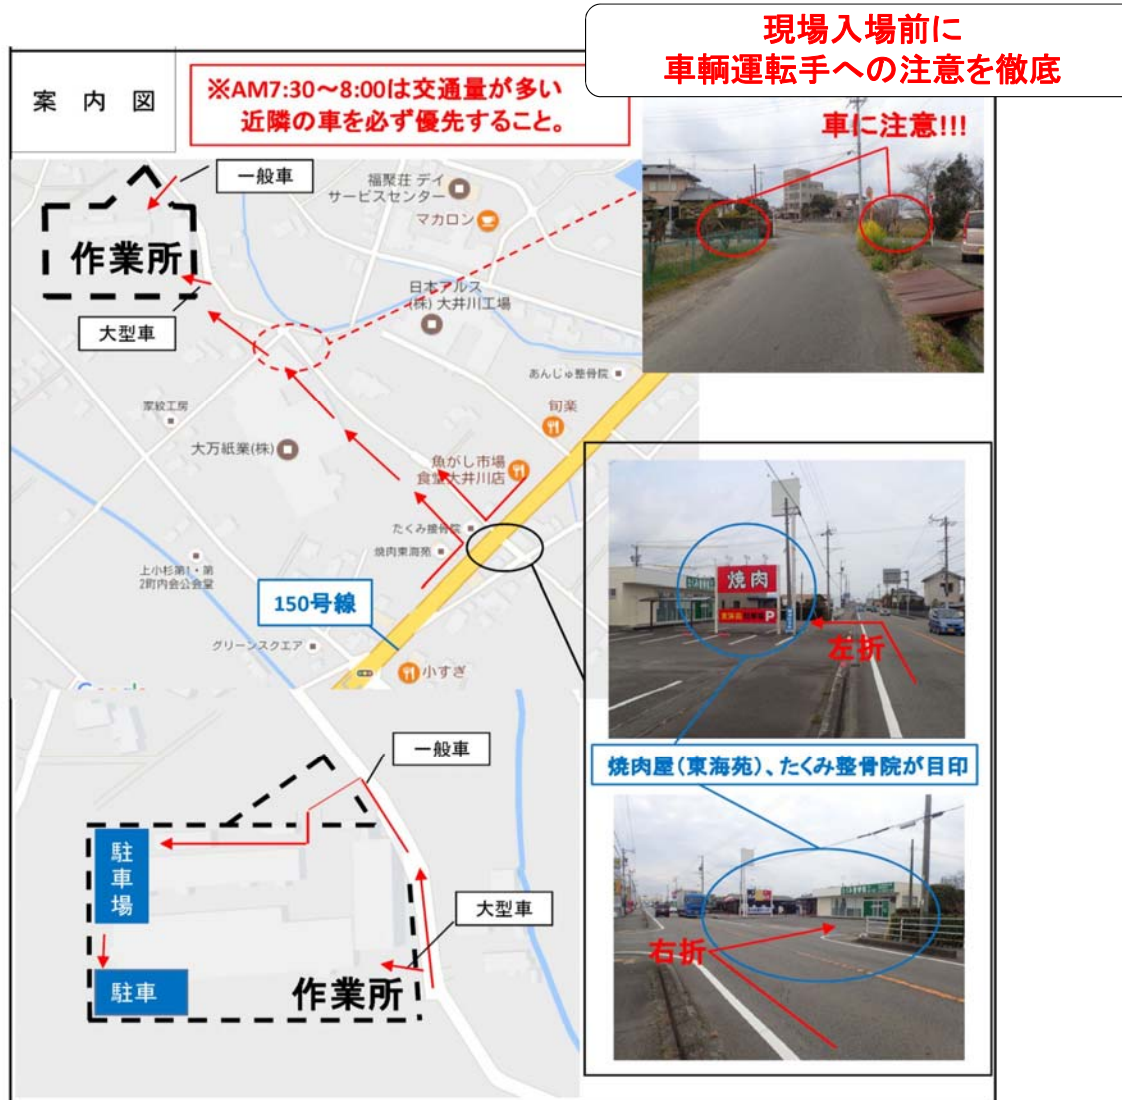 現場入場前に
車輌運転手への注意を徹底
案 内 図
※AM7:30～8:00は交通量が多い
近隣の車を必ず優先すること。
車に注意!!!
一般車
福聚荘 デイ
サービスセンター
マカロン
作業所
日本アルス
(株) 大井川工場
大型車
あんじゅ整骨院
家紋工房
旬楽
大万紙業(株)
魚がし市場
食堂大井川店
たくみ接骨院
焼肉東海苑
上小杉第1・第
2町内会公会堂
150号線
グリーンスクエア
小すぎ
焼肉
P
左折
焼肉屋(東海苑)、たくみ整骨院が目印
右折
一般車
駐車場
大型車
駐車
作業所